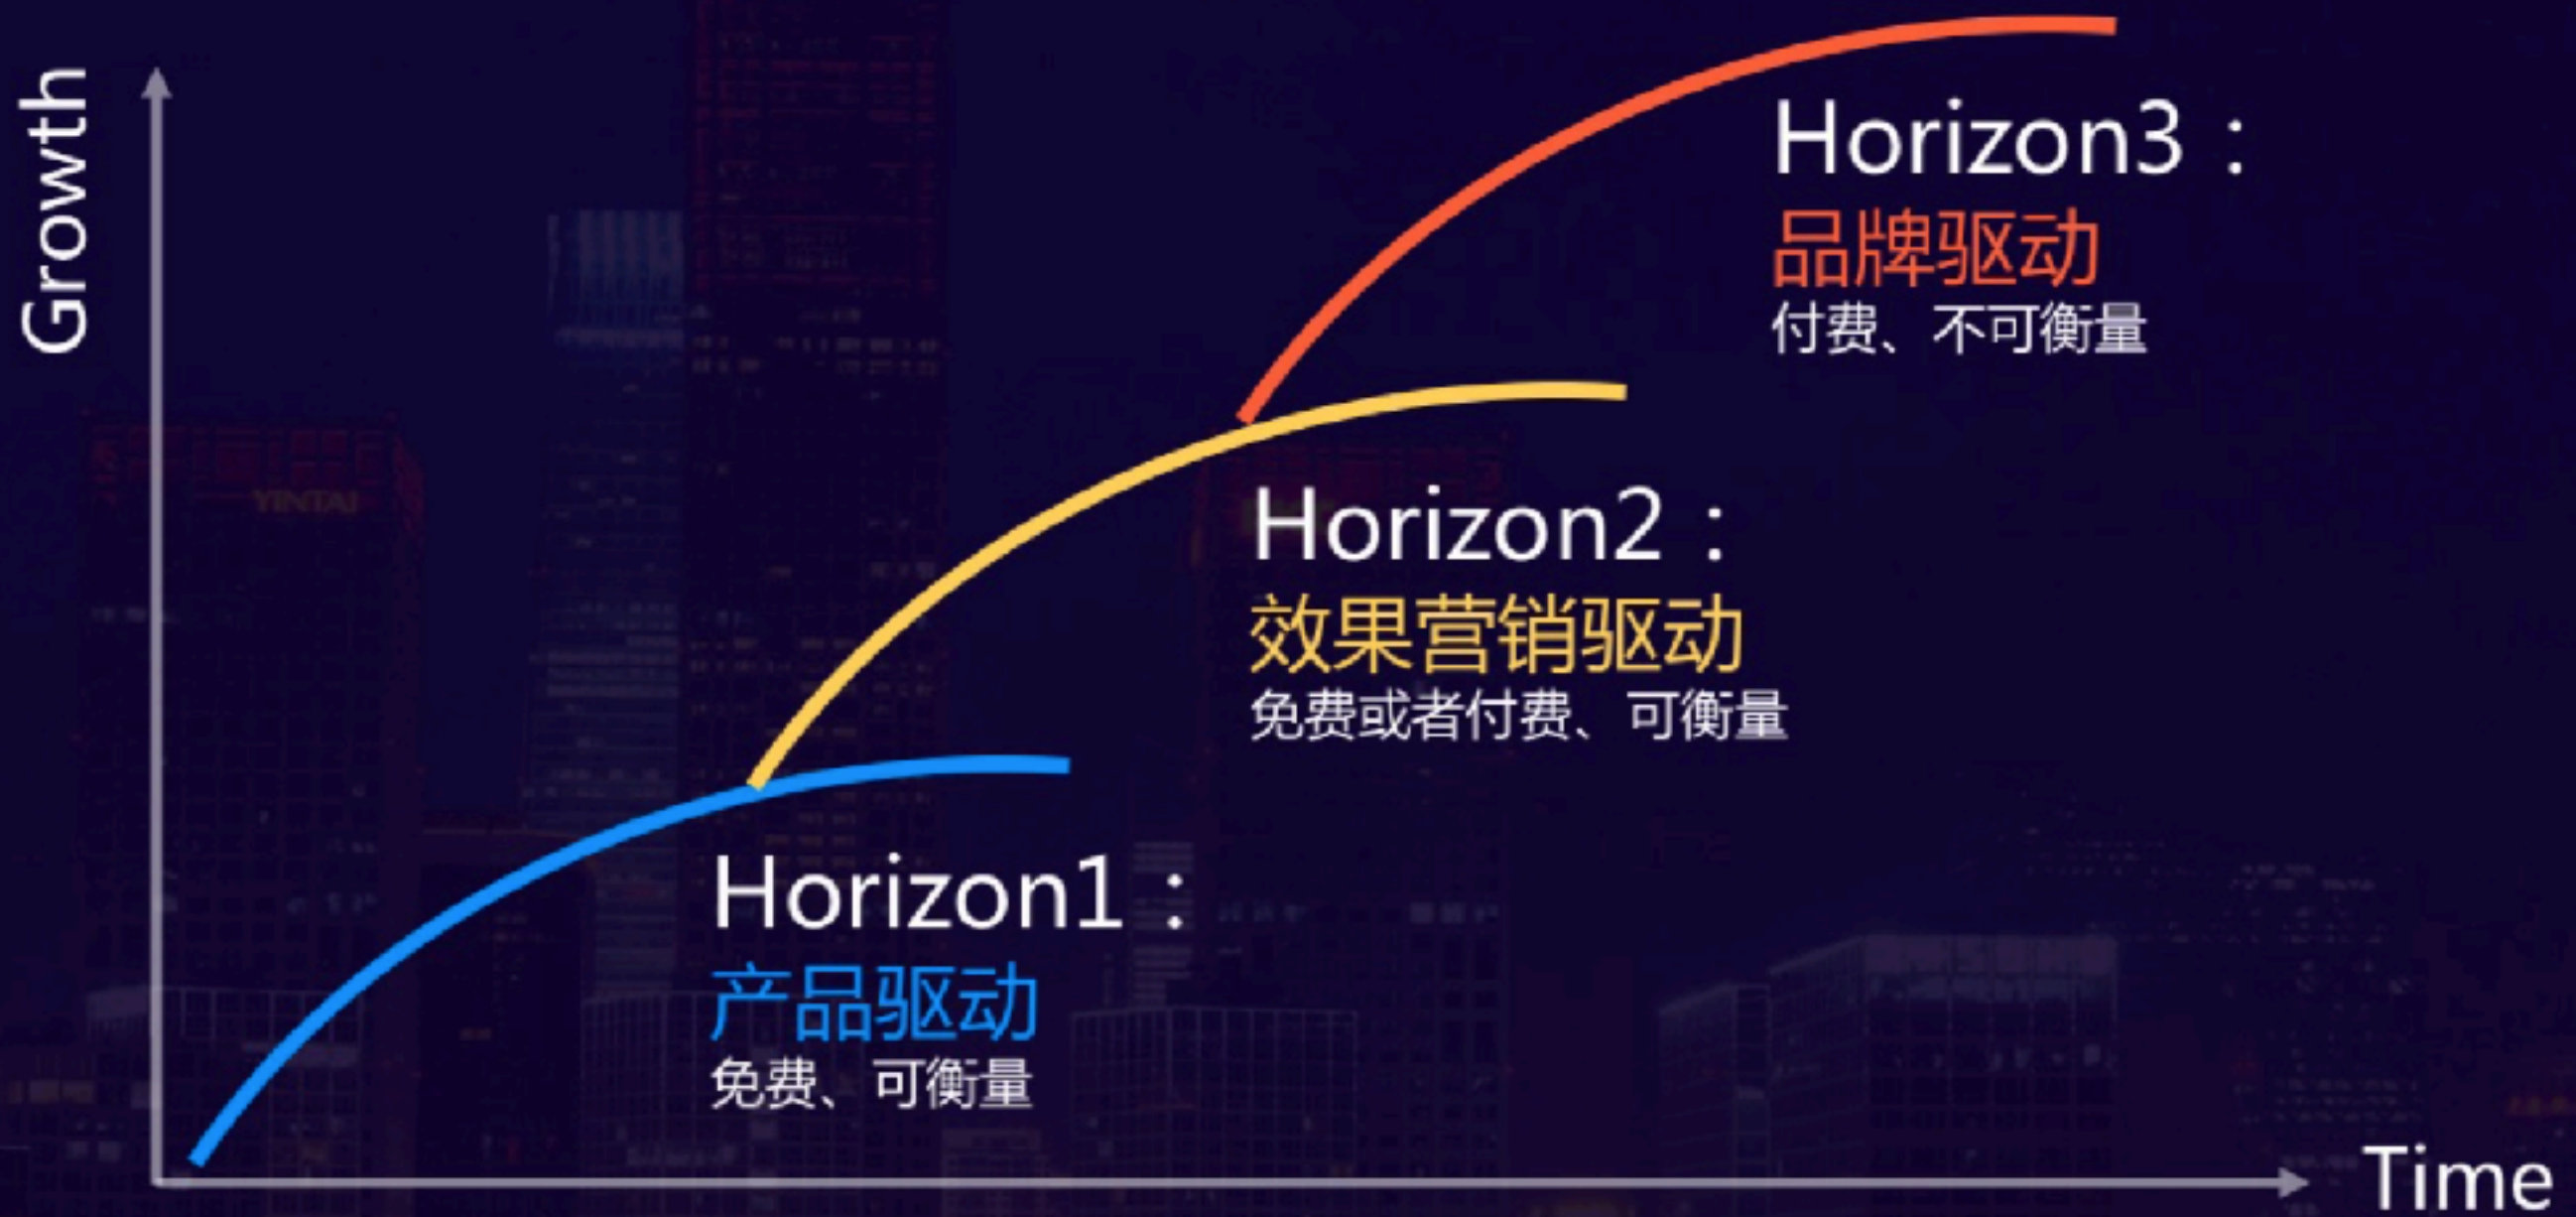 Growth
Horizon3：
品牌驱动
付费、不可衡量
YINTAI
Horizon2：
效果营销驱动
免费或者付费、可衡量
Horizon1：
产品驱动
免费、可衡量
Time